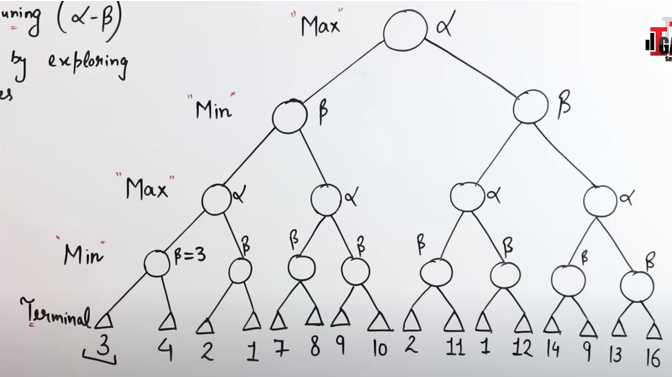 uning (α-β)
"Max" α
by exploring
es
"Min" β β
"Max" α α α α
"Min" β=3 β β β β β β β
Terminal
3 4 2 1 7 8 9 10 2 11 1 12 14 9 13 16